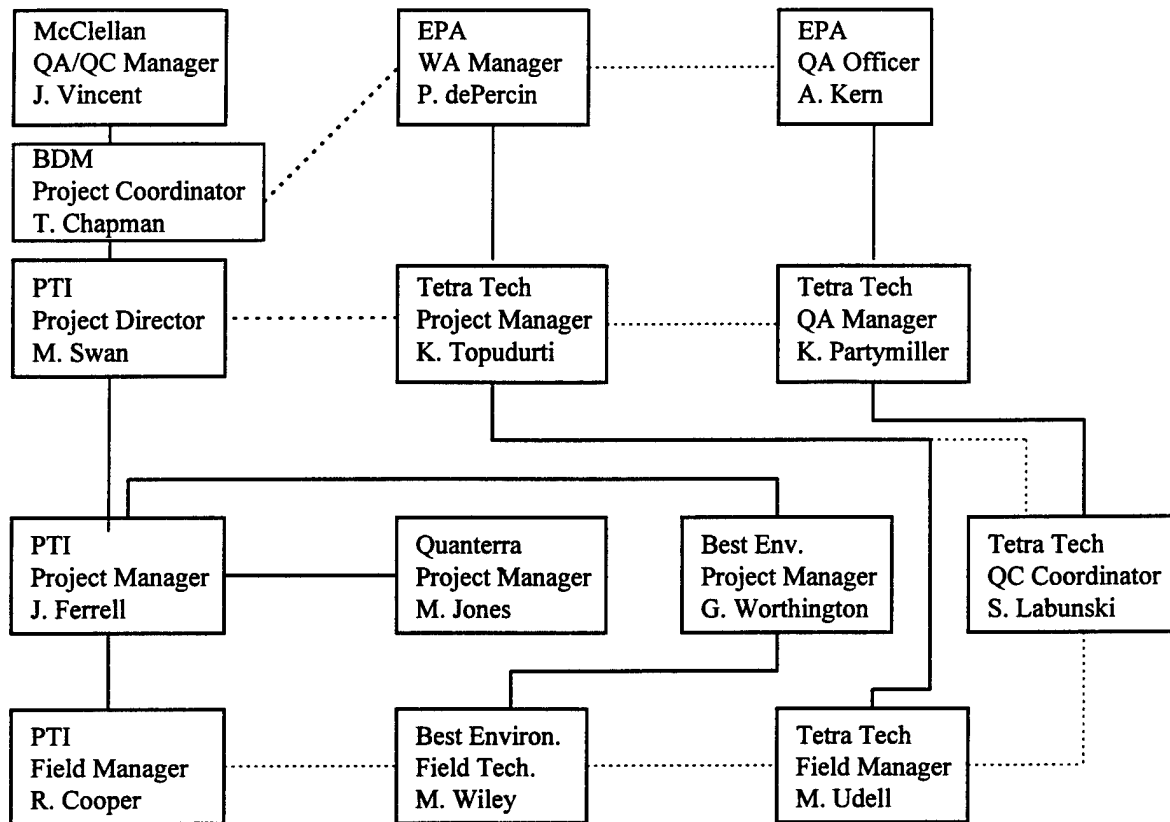 McClellan
QA/QC Manager
J. Vincent
EPA
WA Manager
P. dePercin
EPA
QA Officer
A. Kern
BDM
Project Coordinator
T. Chapman
PTI
Project Director
M. Swan
Tetra Tech
Project Manager
K. Topudurti
Tetra Tech
QA Manager
K. Partymiller
PTI
Project Manager
J. Ferrell
Quanterra
Project Manager
M. Jones
Best Env.
Project Manager
G. Worthington
Tetra Tech
QC Coordinator
S. Labunski
PTI
Field Manager
R. Cooper
Best Environ.
Field Tech.
M. Wiley
Tetra Tech
Field Manager
M. Udell